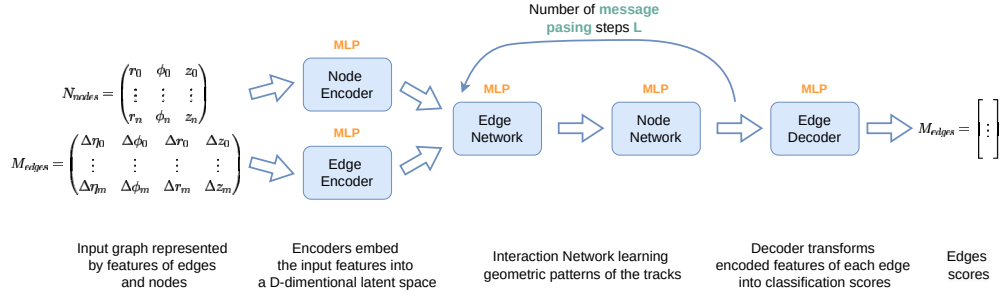 Number of message
pasing steps L
MLP
Node
Encoder
MLP
Edge
Encoder
MLP
Edge
Network
MLP
Node
Network
MLP
Edge
Decoder
N_nodes = ( r_0 ϕ_0 z_0
⋮ ⋮ ⋮
r_n ϕ_n z_n )
M_edges = ( Δη_0 Δϕ_0 Δr_0 Δz_0
⋮ ⋮ ⋮ ⋮
Δη_m Δϕ_m Δr_m Δz_m )
M_edges = [ ⋮ ]
Input graph represented
by features of edges
and nodes
Encoders embed
the input features into
a D-dimentional latent space
Interaction Network learning
geometric patterns of the tracks
Decoder transforms
encoded features of each edge
into classification scores
Edges
scores